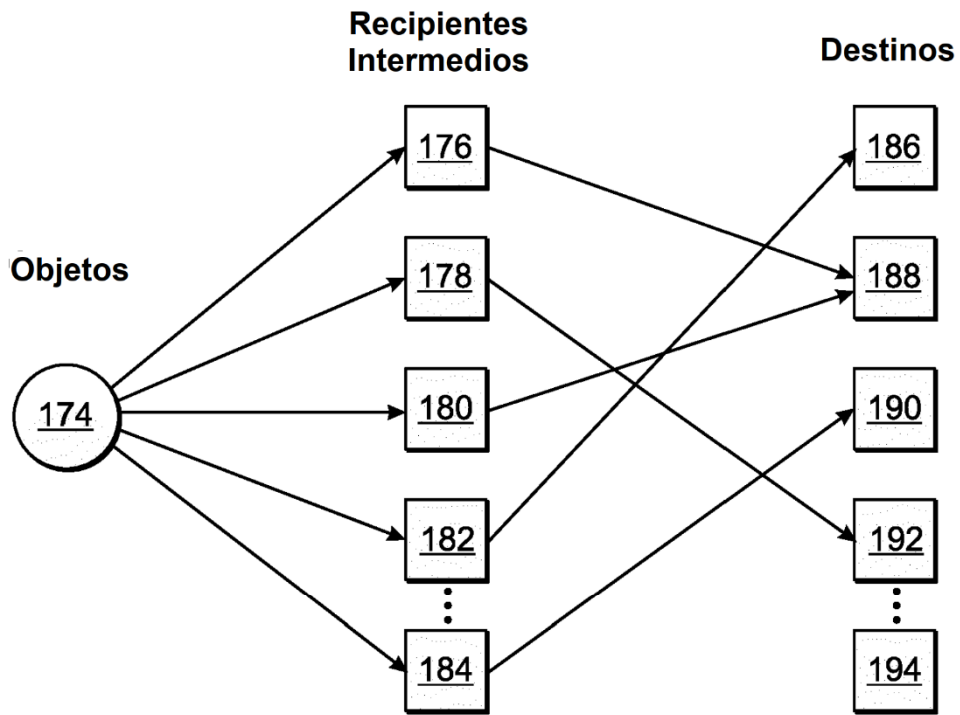 Recipientes
Intermedios
Destinos
176
186
Objetos
178
188
174
180
190
182
192
184
194